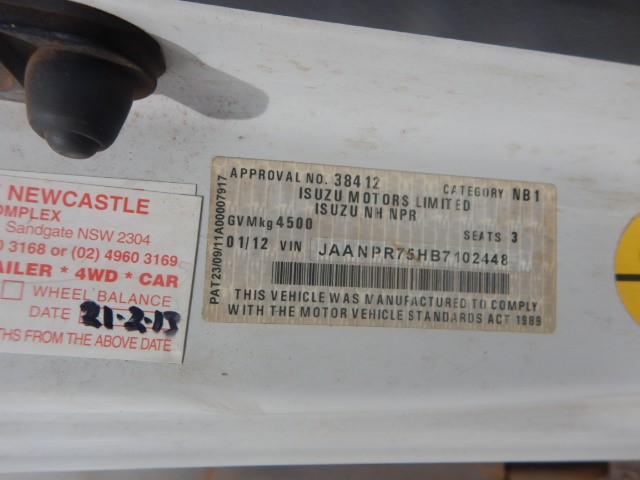 NEWCASTLE
OMPLEX
Sandgate NSW 2304
0 3168 or (02) 4960 3169
AILER * 4WD * CAR
WHEEL BALANCE
DATE 21-2-13
THS FROM THE ABOVE DATE
PAT 23/09/11A00007917
APPROVAL NO. 38412 CATEGORY NB1
ISUZU MOTORS LIMITED
ISUZU NH NPR
GVMkg 4500 SEATS 3
01/12 VIN JAANPR75HB7102448
THIS VEHICLE WAS MANUFACTURED TO COMPLY
WITH THE MOTOR VEHICLE STANDARDS ACT 1989